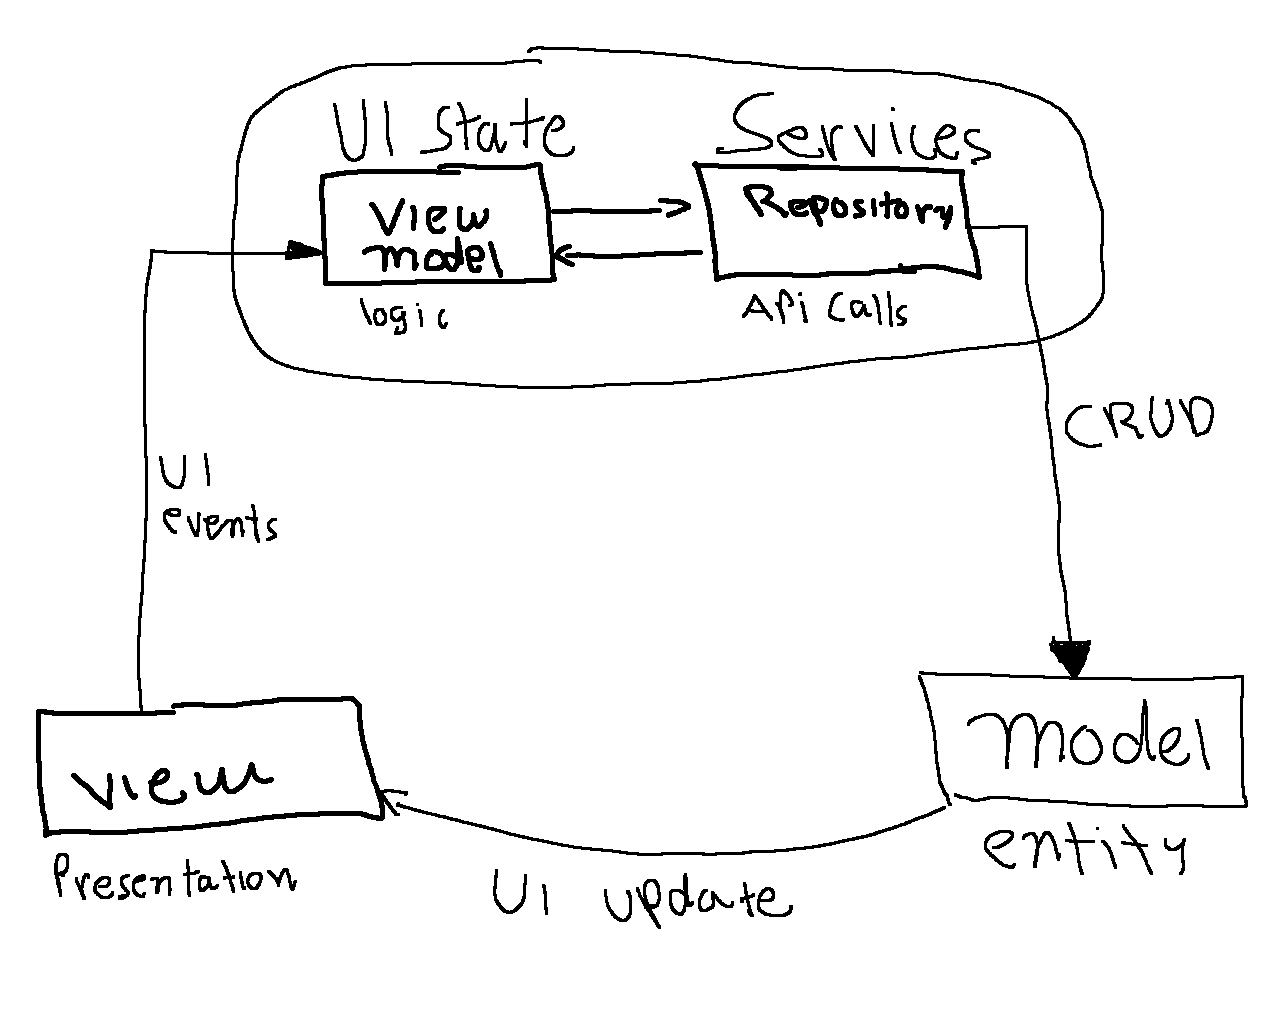 UI state
Services
View
model
Repository
logic
Api calls
CRUD
UI
events
view
model
Presentation
entity
UI update